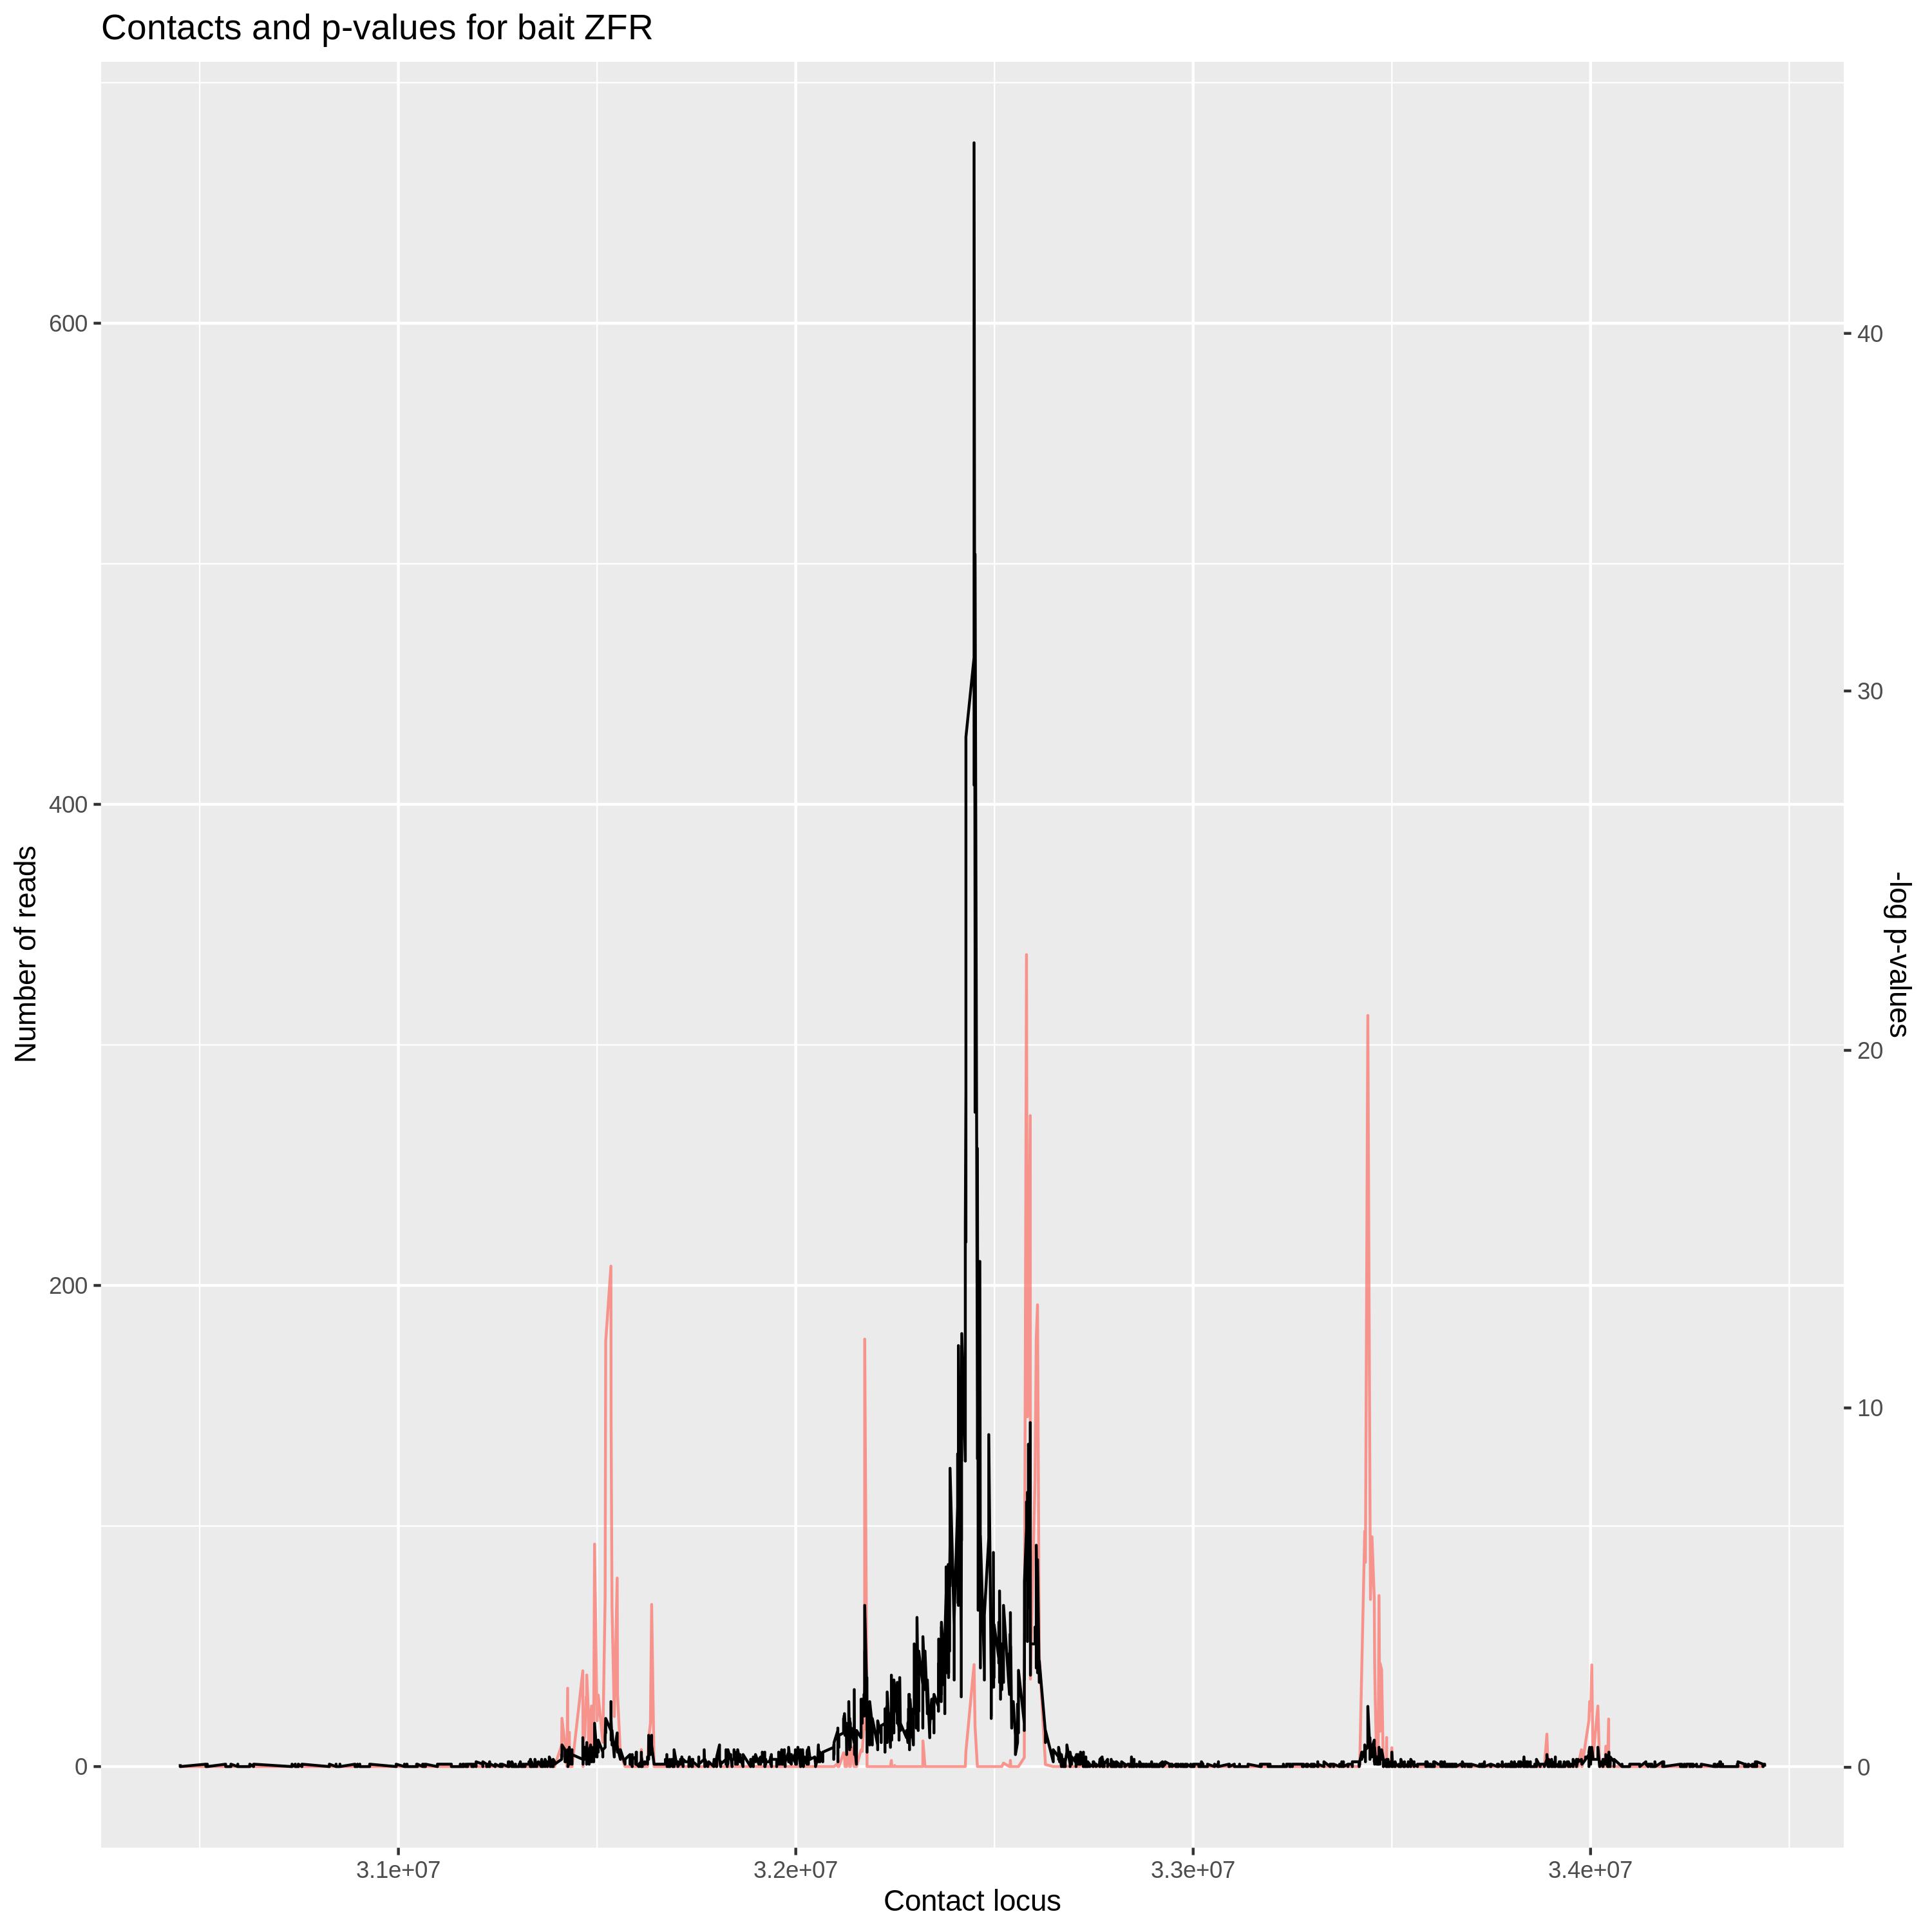 Contacts and p-values for bait ZFR
Number of reads
600
400
200
0
40
30
20
10
0
-log p-values
3.1e+07
3.2e+07
3.3e+07
3.4e+07
Contact locus